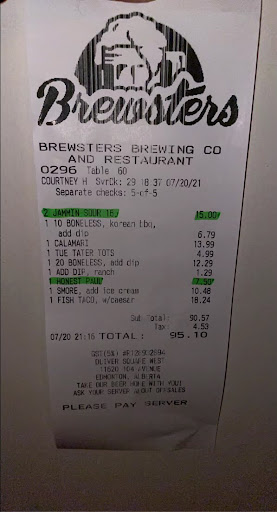 Brewsters
BREWSTERS BREWING CO
AND RESTAURANT
0296 Table 60
COURTNEY H SvrCk: 29 18:37 07/20/21
Separate checks: 5-of-5
2 JAMMIN SOUR 16 15.00
1 10 BONELESS, korean bbq,
add dip 6.79
1 CALAMARI 13.99
1 TUE TATER TOTS 4.99
1 20 BONELESS, add dip 12.29
1 ADD DIP, ranch 1.29
1 HONEST PAUL 7.50
1 SMORE, add ice cream 10.48
1 FISH TACO, w/caesar 18.24
Sub Total: 90.57
Tax : 4.53
07/20 21:16 TOTAL: 95.10
OLIVER SQUARE WEST
11620 104 AVENUE
EDMONTON, ALBERTA
TAKE OUR BEER HOME WITH YOU!
ASK YOUR SERVER ABOUT OFFSALES
PLEASE PAY SERVER